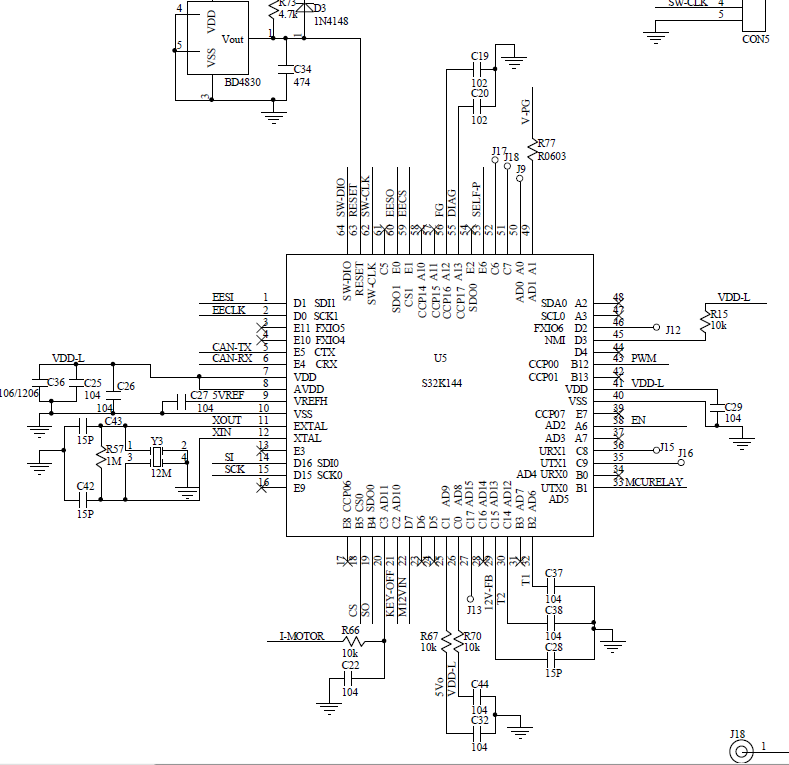 R73
4.7k
D3
1N4148
SW-CLK 4
5
CON5
4
VDD
5
VSS
Vout
1
1
BD4830
3
C34
474
C19
102
C20
102
V-PG
R77
R0603
J17
J18
J9
SW-DIO
RESET
SW-CLK
EESO
EECS
FG
DIAG
SELF-P
64
63
62
61
60
59
58
57
56
55
54
53
52
51
50
49
SW-DIO
RESET
SW-CLK
C5
SDO1 E0
CS1 E1
CCP14 A10
CCP15 A11
CCP16 A12
CCP17 A13
SDO0 E2
E6
C6
C7
AD0 A0
AD1 A1
EESI 1 D1 SDI1
EECLK 2 D0 SCK1
3 E11 FXIO5
4 E10 FXIO4
CAN-TX 5 E5 CTX
CAN-RX 6 E4 CRX
7 VDD
8 AVDD
5VREF 9 VREFH
10 VSS
XOUT 11 EXTAL
XIN 12 XTAL
13 E3
SI 14 D16 SDI0
SCK 15 D15 SCK0
16 E9
U5
S32K144
SDA0 A2 48
SCL0 A3 47
FXIO6 D2 46 J12
NMI D3 45
D4 44
CCP00 B12 43 PWM
CCP01 B13 42
VDD 41 VDD-L
VSS 40
CCP07 E7 39
AD2 A6 38 EN
AD3 A7 37
URX1 C8 36 J15
UTX1 C9 35 J16
AD4 URX0 B0 34
UTX0 B1 33 MCURELAY
AD5
VDD-L
R15
10k
C29
104
VDD-L
106/1206
C36
C25
104
C26
104
C27
104
C43
15P
R57
1M
Y3
1 2
3 4
12M
C42
15P
E8 CCP06
B5 CS0
B4 SDO0
C3 AD11
C2 AD10
D7
D6
D5
C1 AD9
C0 AD8
C17 AD15
C16 AD14
C15 AD13
C14 AD12
B3 AD7
B2 AD6
17
18
19
20
21
22
23
24
25
26
27
28
29
30
31
32
CS
SO
KEY-OFF
M12VIN
J13
12V-FB
T2
T1
C37
104
C38
104
C28
15P
I-MOTOR
R66
10k
C22
104
R67
10k
R70
10k
5Vo
VDD-L
C44
104
C32
104
J18
1